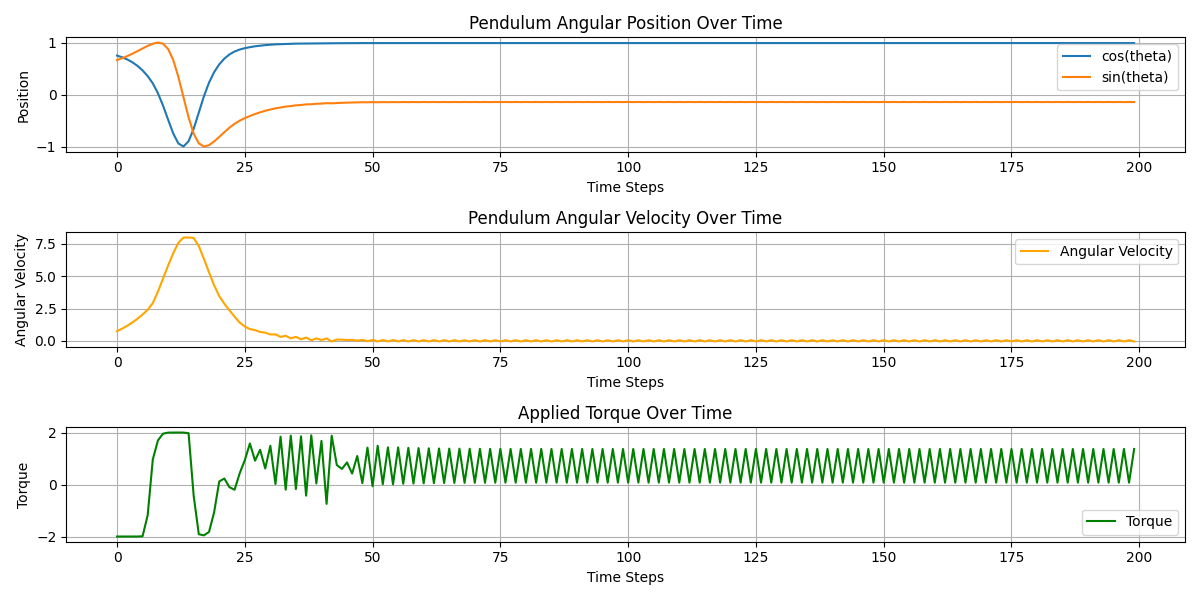 Pendulum Angular Position Over Time
Position
1
0
−1
cos(theta)
sin(theta)
0 25 50 75 100 125 150 175 200
Time Steps
Pendulum Angular Velocity Over Time
Angular Velocity
7.5
5.0
2.5
0.0
Angular Velocity
0 25 50 75 100 125 150 175 200
Time Steps
Applied Torque Over Time
Torque
2
0
−2
Torque
0 25 50 75 100 125 150 175 200
Time Steps